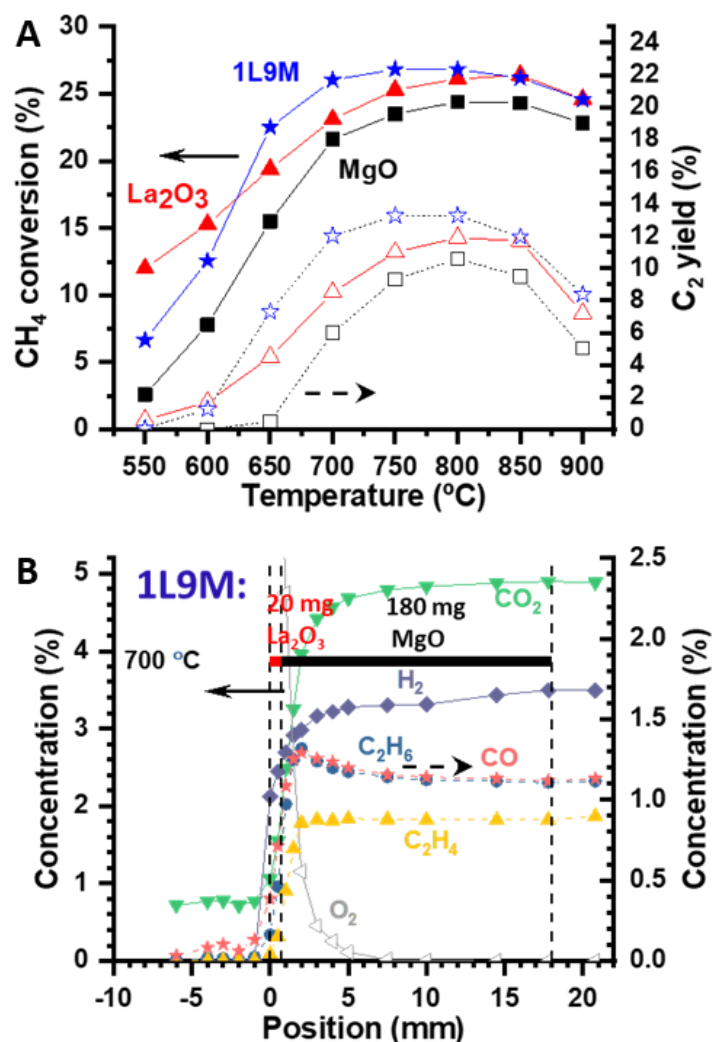 A
CH₄ conversion (%)
30
25
20
15
10
5
0
1L9M
La₂O₃
MgO
24
22
20
18
16
14
12
10
8
6
4
2
0
C₂ yield (%)
550 600 650 700 750 800 850 900
Temperature (ºC)
B
Concentration (%)
5
4
3
2
1
0
1L9M:
20 mg
La₂O₃
180 mg
MgO
700 ºC
CO₂
H₂
C₂H₆
CO
C₂H₄
O₂
2.5
2.0
1.5
1.0
0.5
0.0
Concentration (%)
-10 -5 0 5 10 15 20
Position (mm)